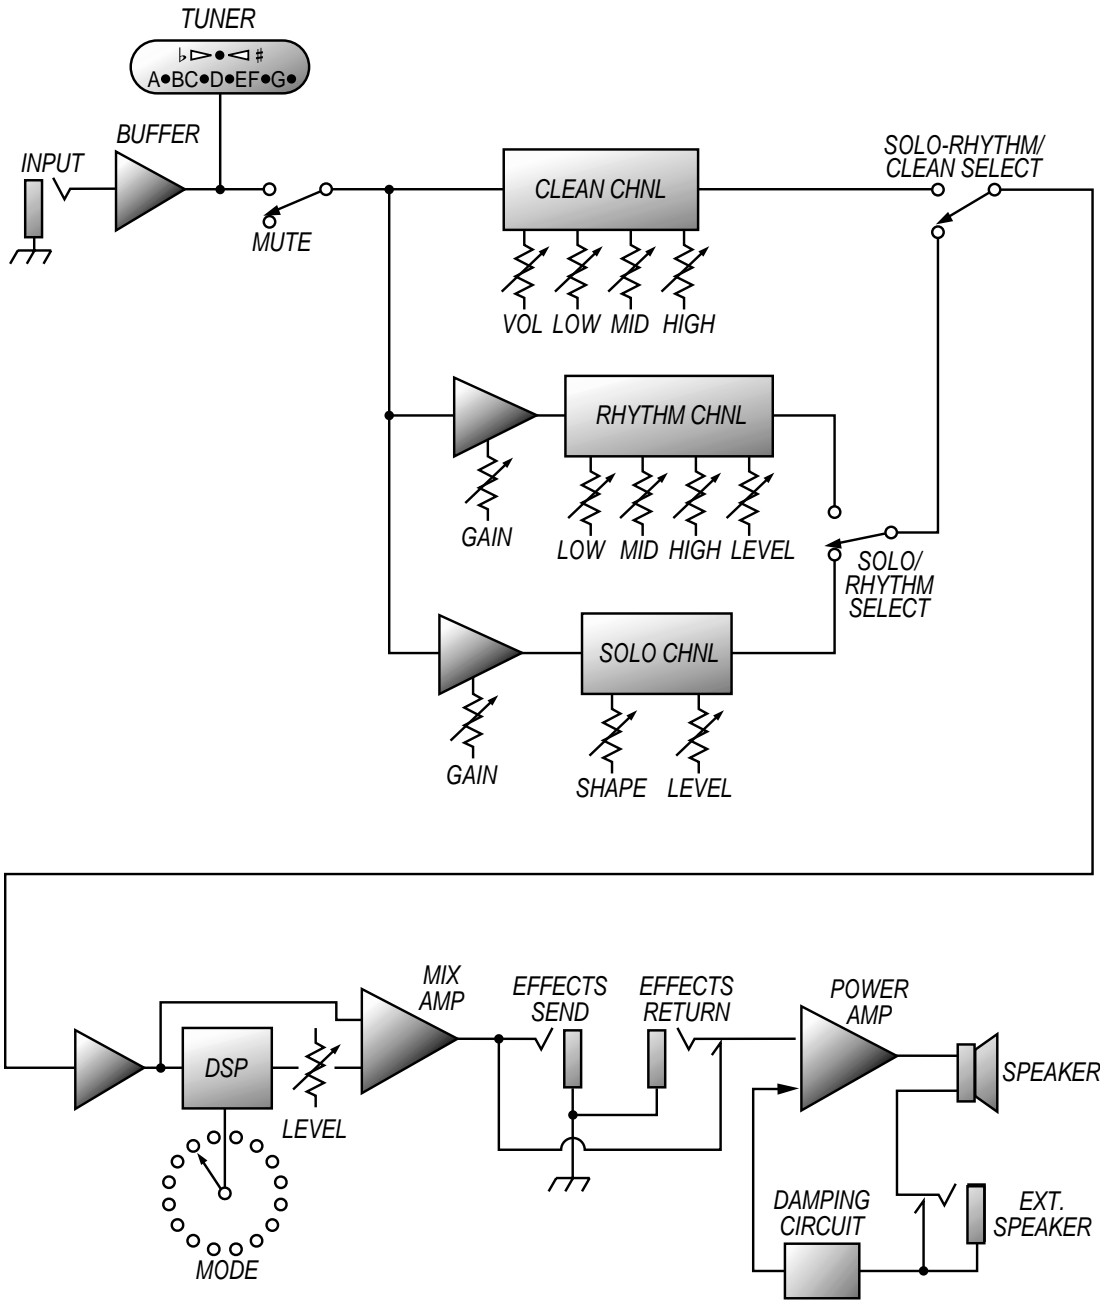 TUNER
♭ ▷ ● ◁ ♯
A●BC●D●EF●G●
BUFFER
INPUT
MUTE
CLEAN CHNL
VOL LOW MID HIGH
SOLO-RHYTHM/
CLEAN SELECT
RHYTHM CHNL
GAIN
LOW MID HIGH LEVEL
SOLO/
RHYTHM
SELECT
SOLO CHNL
GAIN
SHAPE LEVEL
MIX
AMP
EFFECTS
SEND
EFFECTS
RETURN
POWER
AMP
DSP
LEVEL
SPEAKER
MODE
DAMPING
CIRCUIT
EXT.
SPEAKER